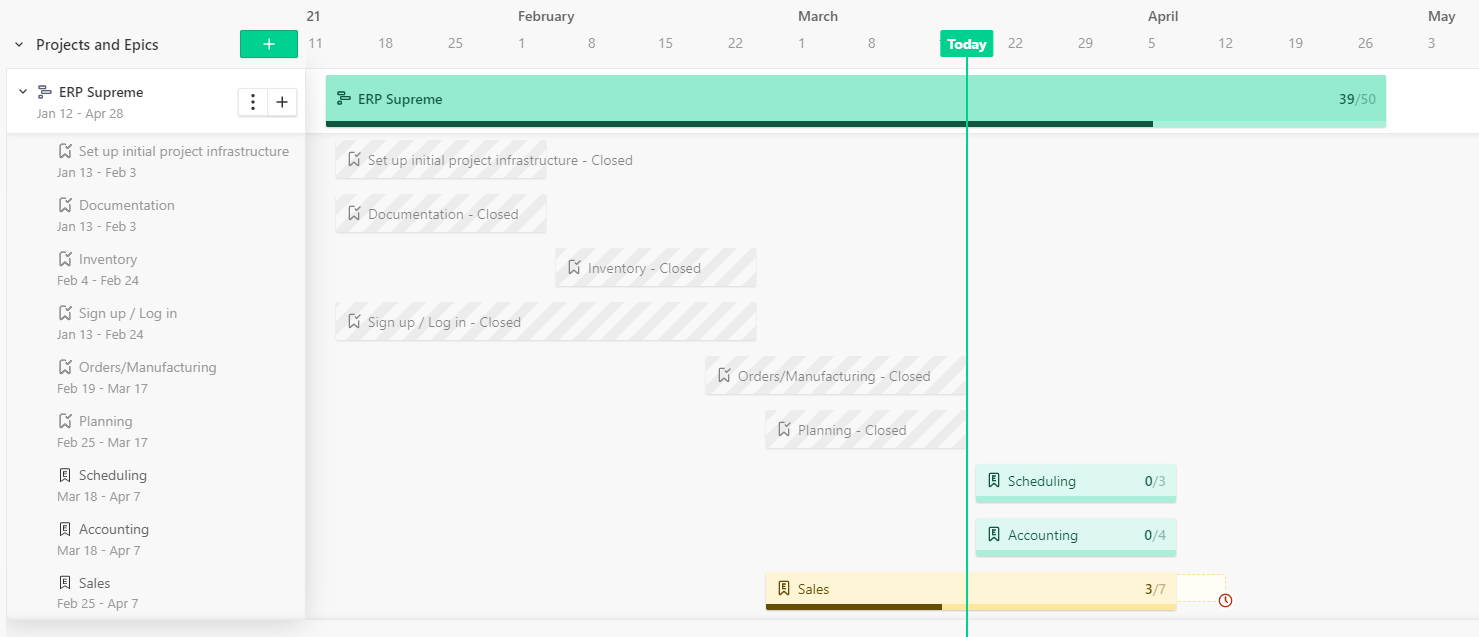 21 February March April May
Projects and Epics + 11 18 25 1 8 15 22 1 8 Today 22 29 5 12 19 26 3
ERP Supreme
Jan 12 - Apr 28
ERP Supreme 39/50
Set up initial project infrastructure
Jan 13 - Feb 3
Set up initial project infrastructure - Closed
Documentation
Jan 13 - Feb 3
Documentation - Closed
Inventory
Feb 4 - Feb 24
Inventory - Closed
Sign up / Log in
Jan 13 - Feb 24
Sign up / Log in - Closed
Orders/Manufacturing
Feb 19 - Mar 17
Orders/Manufacturing - Closed
Planning
Feb 25 - Mar 17
Planning - Closed
Scheduling
Mar 18 - Apr 7
Scheduling 0/3
Accounting
Mar 18 - Apr 7
Accounting 0/4
Sales
Feb 25 - Apr 7
Sales 3/7